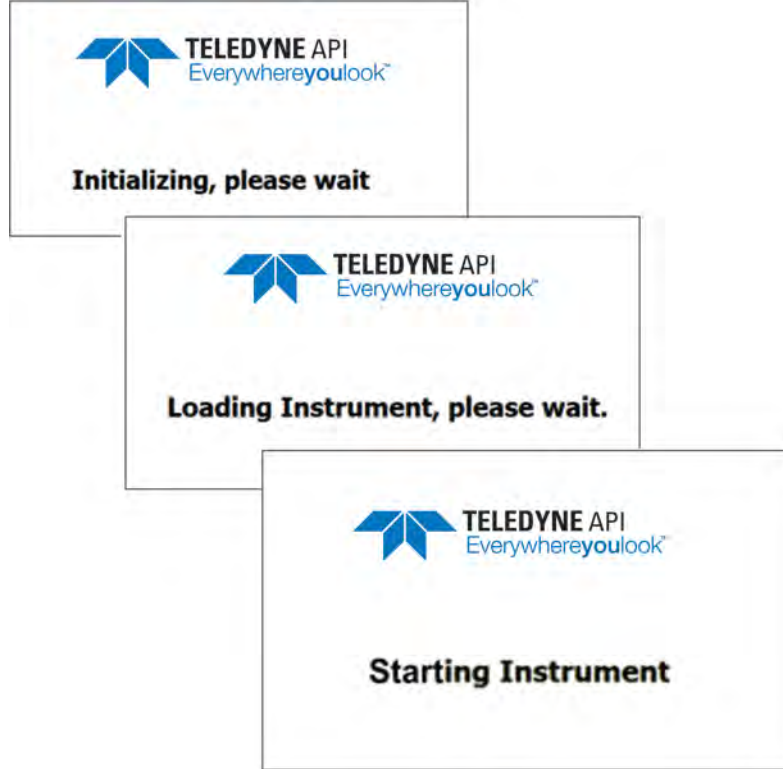 TELEDYNE API
Everywhereyoulook™
Initializing, please wait
TELEDYNE API
Everywhereyoulook™
Loading Instrument, please wait.
TELEDYNE API
Everywhereyoulook™
Starting Instrument